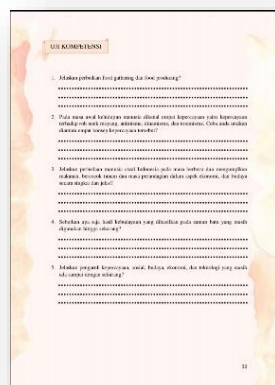 UJI KOMPETENSI
1. Jelaskan perbedaan food gathering dan food producing?
2. Pada masa awal kehidupan manusia dikenal empat kepercayaan yaitu kepercayaan
terhadap roh nenek moyang, animisme, dinamisme, dan totemisme. Coba anda uraikan
diantara empat konsep kepercayaan tersebut?
3. Jelaskan perbedaan manusia awal Indonesia pada masa berburu dan mengumpulkan
makanan, bercocok tanam dan masa perundagian dalam aspek ekonomi, dan budaya
secara singkat dan jelas?
4. Sebutkan apa saja hasil kebudayaan yang dihasilkan pada zaman batu yang masih
digunakan hingga sekarang?
5. Jelaskan pengaruh kepercayaan, sosial, budaya, ekonomi, dan teknologi yang masih
ada sampai dengan sekarang?